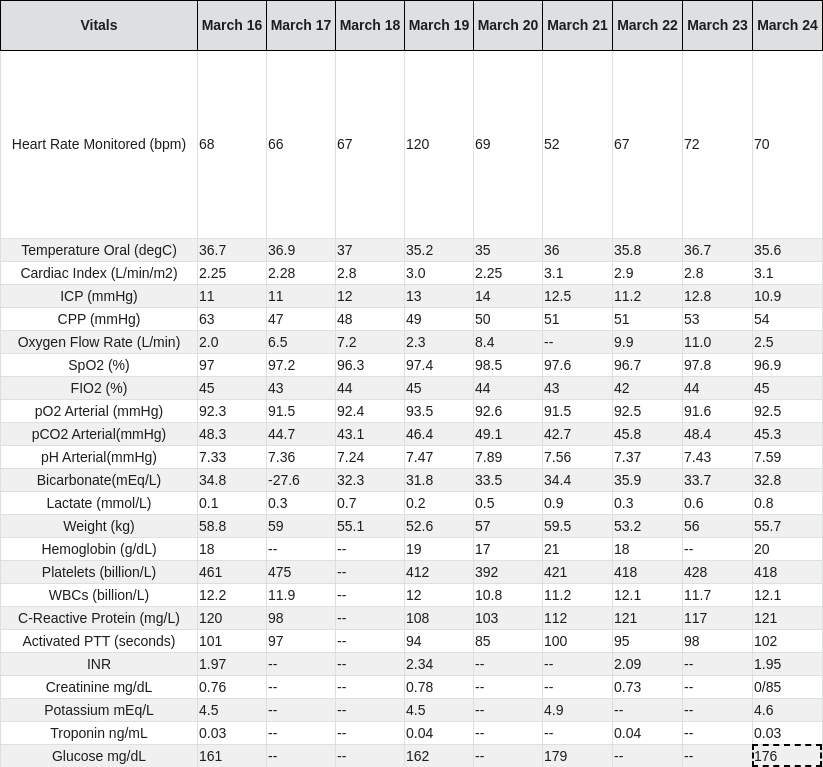 Vitals March 16 March 17 March 18 March 19 March 20 March 21 March 22 March 23 March 24
Heart Rate Monitored (bpm) 68 66 67 120 69 52 67 72 70
Temperature Oral (degC) 36.7 36.9 37 35.2 35 36 35.8 36.7 35.6
Cardiac Index (L/min/m2) 2.25 2.28 2.8 3.0 2.25 3.1 2.9 2.8 3.1
ICP (mmHg) 11 11 12 13 14 12.5 11.2 12.8 10.9
CPP (mmHg) 63 47 48 49 50 51 51 53 54
Oxygen Flow Rate (L/min) 2.0 6.5 7.2 2.3 8.4 -- 9.9 11.0 2.5
SpO2 (%) 97 97.2 96.3 97.4 98.5 97.6 96.7 97.8 96.9
FIO2 (%) 45 43 44 45 44 43 42 44 45
pO2 Arterial (mmHg) 92.3 91.5 92.4 93.5 92.6 91.5 92.5 91.6 92.5
pCO2 Arterial(mmHg) 48.3 44.7 43.1 46.4 49.1 42.7 45.8 48.4 45.3
pH Arterial(mmHg) 7.33 7.36 7.24 7.47 7.89 7.56 7.37 7.43 7.59
Bicarbonate(mEq/L) 34.8 -27.6 32.3 31.8 33.5 34.4 35.9 33.7 32.8
Lactate (mmol/L) 0.1 0.3 0.7 0.2 0.5 0.9 0.3 0.6 0.8
Weight (kg) 58.8 59 55.1 52.6 57 59.5 53.2 56 55.7
Hemoglobin (g/dL) 18 -- -- 19 17 21 18 -- 20
Platelets (billion/L) 461 475 -- 412 392 421 418 428 418
WBCs (billion/L) 12.2 11.9 -- 12 10.8 11.2 12.1 11.7 12.1
C-Reactive Protein (mg/L) 120 98 -- 108 103 112 121 117 121
Activated PTT (seconds) 101 97 -- 94 85 100 95 98 102
INR 1.97 -- -- 2.34 -- -- 2.09 -- 1.95
Creatinine mg/dL 0.76 -- -- 0.78 -- -- 0.73 -- 0/85
Potassium mEq/L 4.5 -- -- 4.5 -- 4.9 -- -- 4.6
Troponin ng/mL 0.03 -- -- 0.04 -- -- 0.04 -- 0.03
Glucose mg/dL 161 -- -- 162 -- 179 -- -- 176